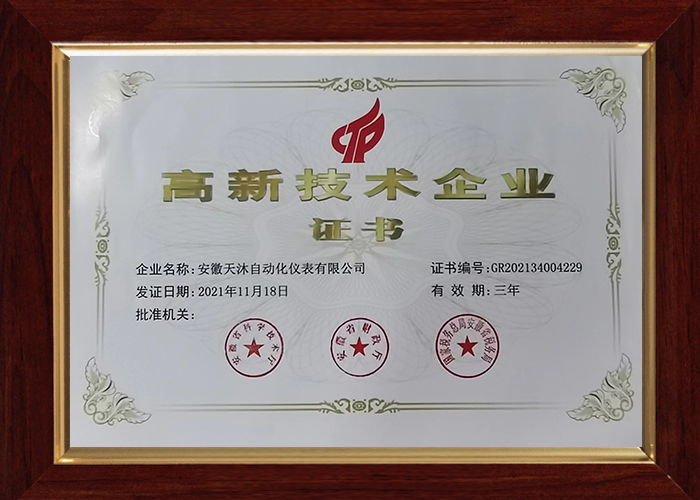 CTP
高新技术企业
证书
企业名称：安徽天沐自动化仪表有限公司
证书编号：GR202134004229
发证日期：2021年11月18日
有 效 期：三年
批准机关：
安徽省科学技术厅
安徽省财政厅
国家税务总局安徽省税务局